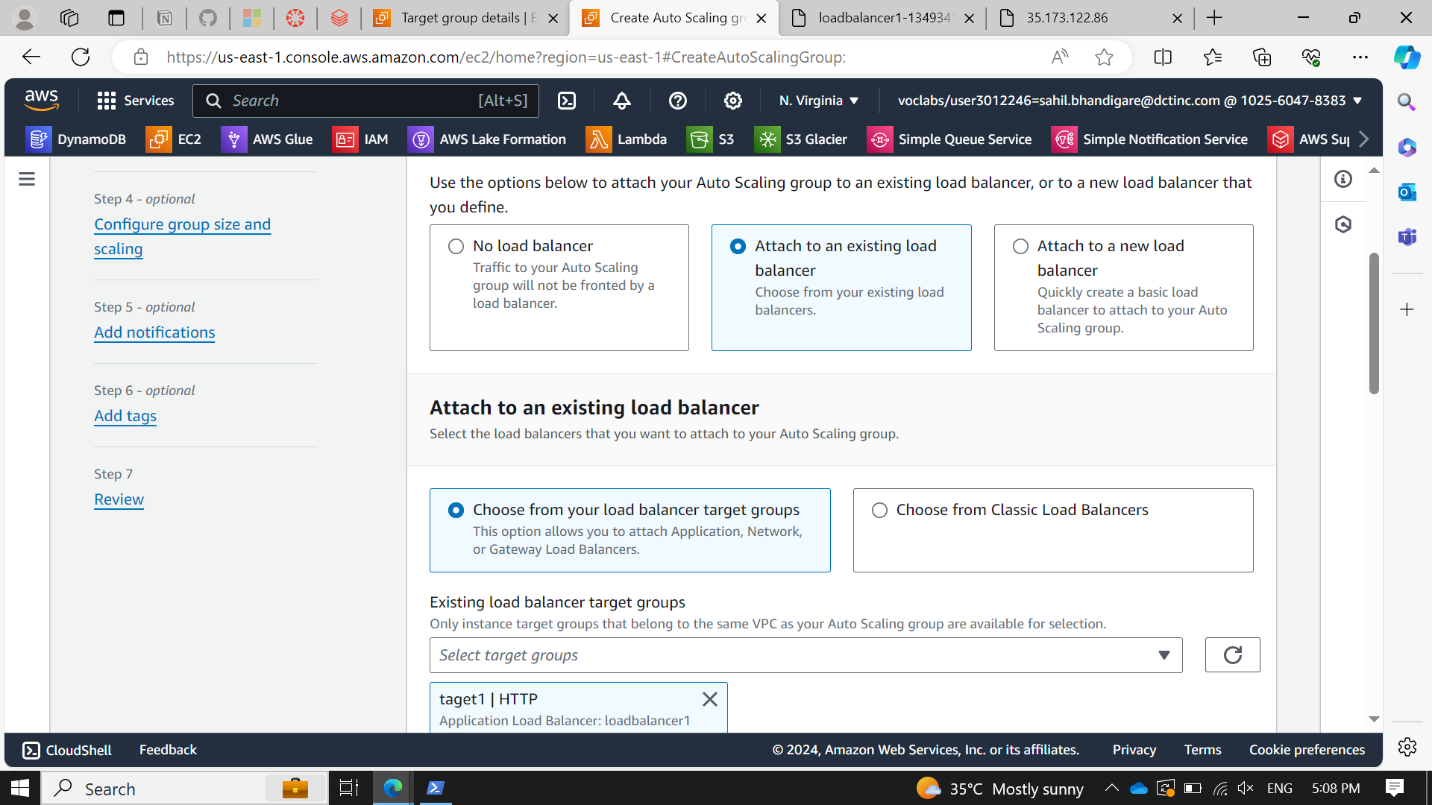 Target group details | E
Create Auto Scaling gr
loadbalancer1-134934
35.173.122.86
https://us-east-1.console.aws.amazon.com/ec2/home?region=us-east-1#CreateAutoScalingGroup:
aws
Services
Search
[Alt+S]
N. Virginia
voclabs/user3012246=sahil.bhandigare@dctinc.com @ 1025-6047-8383
DynamoDB
EC2
AWS Glue
IAM
AWS Lake Formation
Lambda
S3
S3 Glacier
Simple Queue Service
Simple Notification Service
AWS Sup
Step 4 - optional
Configure group size and
scaling
Step 5 - optional
Add notifications
Step 6 - optional
Add tags
Step 7
Review
Use the options below to attach your Auto Scaling group to an existing load balancer, or to a new load balancer that
you define.
No load balancer
Traffic to your Auto Scaling
group will not be fronted by a
load balancer.
Attach to an existing load
balancer
Choose from your existing load
balancers.
Attach to a new load
balancer
Quickly create a basic load
balancer to attach to your Auto
Scaling group.
Attach to an existing load balancer
Select the load balancers that you want to attach to your Auto Scaling group.
Choose from your load balancer target groups
This option allows you to attach Application, Network,
or Gateway Load Balancers.
Choose from Classic Load Balancers
Existing load balancer target groups
Only instance target groups that belong to the same VPC as your Auto Scaling group are available for selection.
Select target groups
taget1 | HTTP
Application Load Balancer: loadbalancer1
CloudShell
Feedback
© 2024, Amazon Web Services, Inc. or its affiliates.
Privacy
Terms
Cookie preferences
Search
35°C Mostly sunny
ENG
5:08 PM